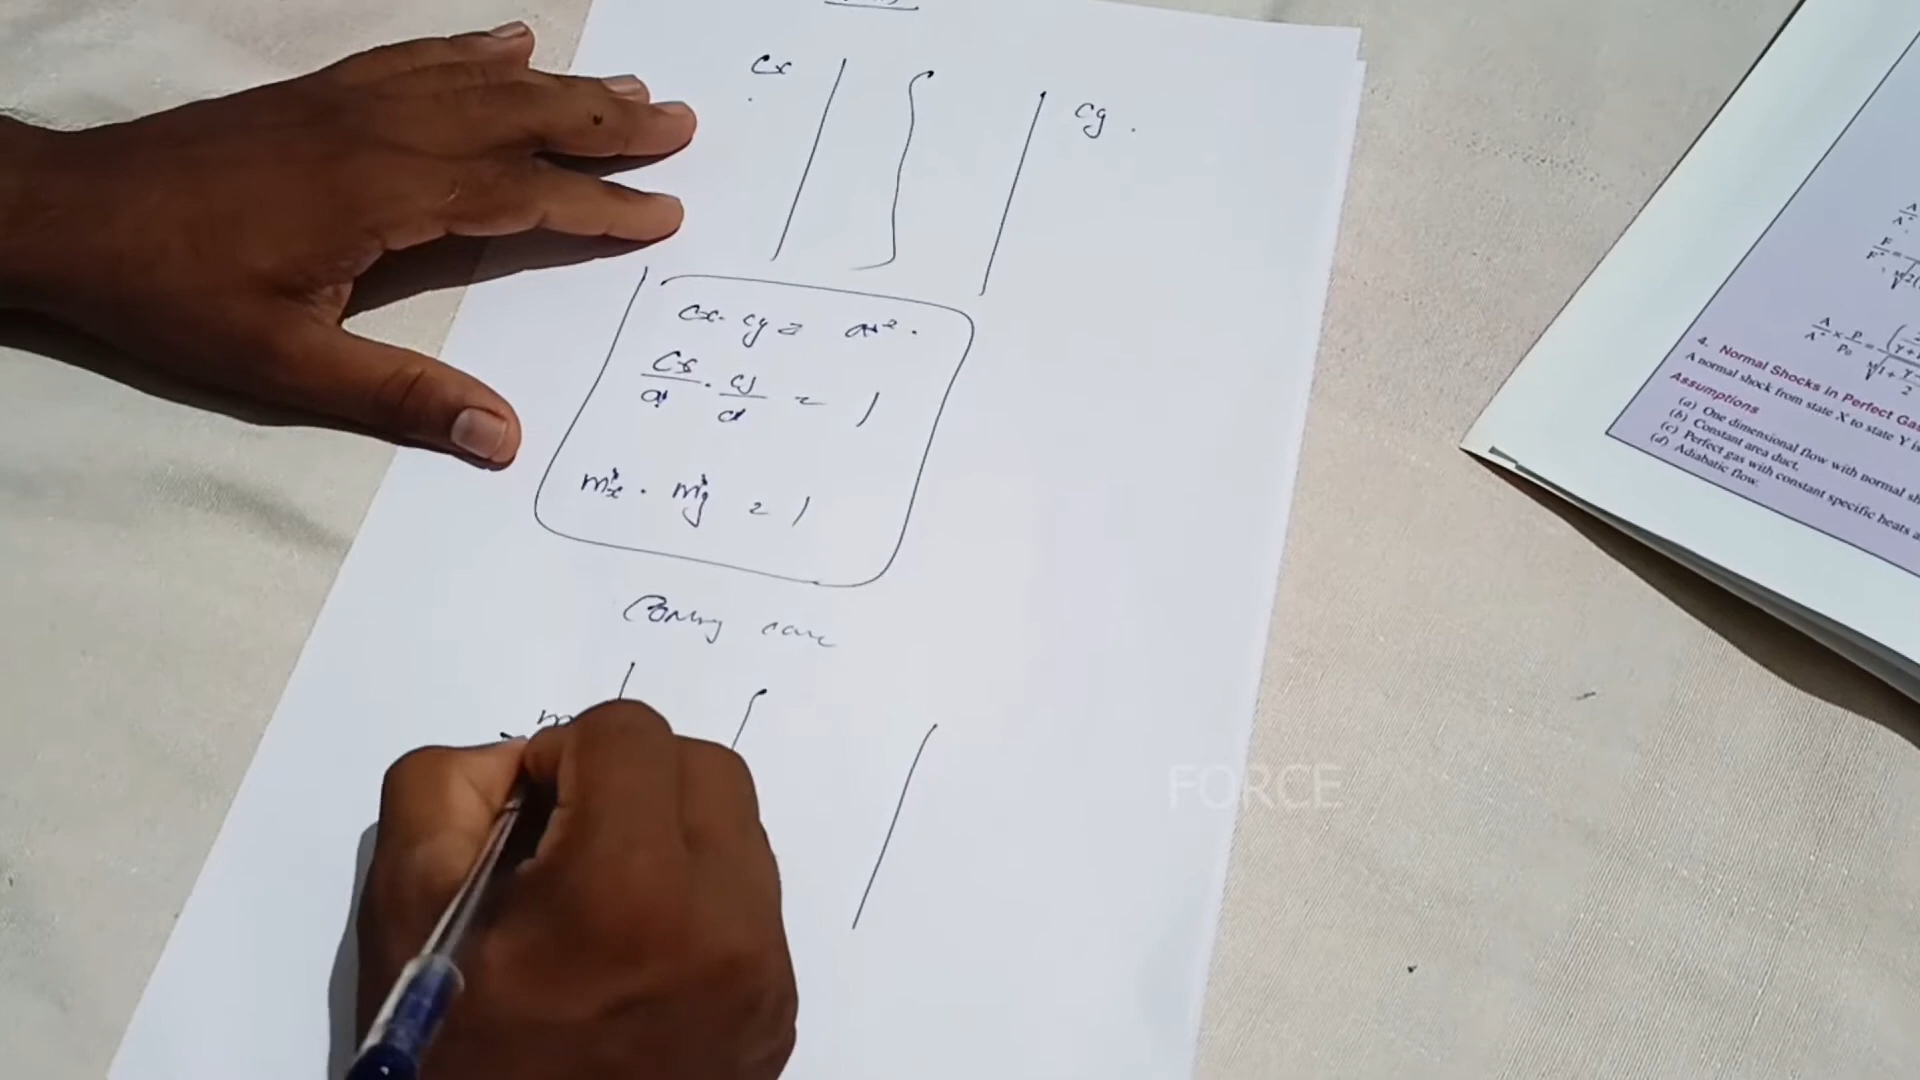 cx
cy .
cx. cy = a*².
cx/a* . cy/a* = 1
m*x . m*y = 1
case
m
FORCE
A
A*
F
F* =
√2(
A/A* × P/P₀ =
4. Normal Shocks in Perfect Gas
A normal shock from state X to state Y is
Assumptions
(a) One dimensional flow with normal sh
(b) Constant area duct.
(c) Perfect gas with constant specific heats a
(d) Adiabatic flow.